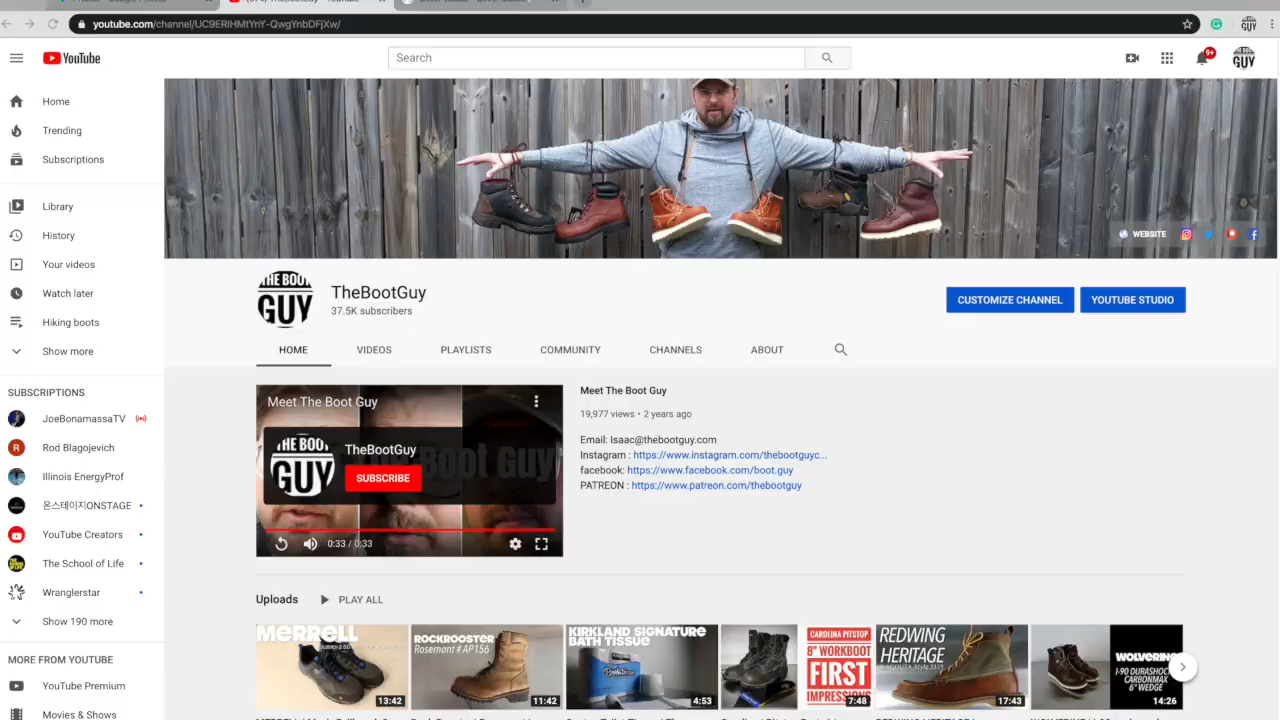 youtube.com/channel/UC9ERIHMtYnY-QwgYnbDFjXw/
YouTube
Search
9+
GUY
Home
Trending
Subscriptions
Library
History
Your videos
Watch later
Hiking boots
Show more
SUBSCRIPTIONS
JoeBonamassaTV
Rod Blagojevich
Illinois EnergyProf
온스테이지ONSTAGE
YouTube Creators
The School of Life
Wranglerstar
Show 190 more
MORE FROM YOUTUBE
YouTube Premium
Movies & Shows
WEBSITE
THE BOOT
GUY
TheBootGuy
37.5K subscribers
CUSTOMIZE CHANNEL
YOUTUBE STUDIO
HOME
VIDEOS
PLAYLISTS
COMMUNITY
CHANNELS
ABOUT
Meet The Boot Guy
THE BOOT
GUY
TheBootGuy
SUBSCRIBE
0:33 / 0:33
Meet The Boot Guy
19,977 views • 2 years ago
Email: Isaac@thebootguy.com
Instagram : https://www.instagram.com/thebootguyc...
facebook: https://www.facebook.com/boot.guy
PATREON : https://www.patreon.com/thebootguy
Uploads
PLAY ALL
MERRELL
13:42
ROCKROOSTER
Rosemont # AP156
11:42
KIRKLAND SIGNATURE
BATH TISSUE
4:53
CAROLINA PITSTOP
8" WORKBOOT
FIRST
IMPRESSIONS
7:48
REDWING
HERITAGE
17:43
WOLVERINE
I-90 DURASHOCK
CARBONMAX
6" WEDGE
14:26